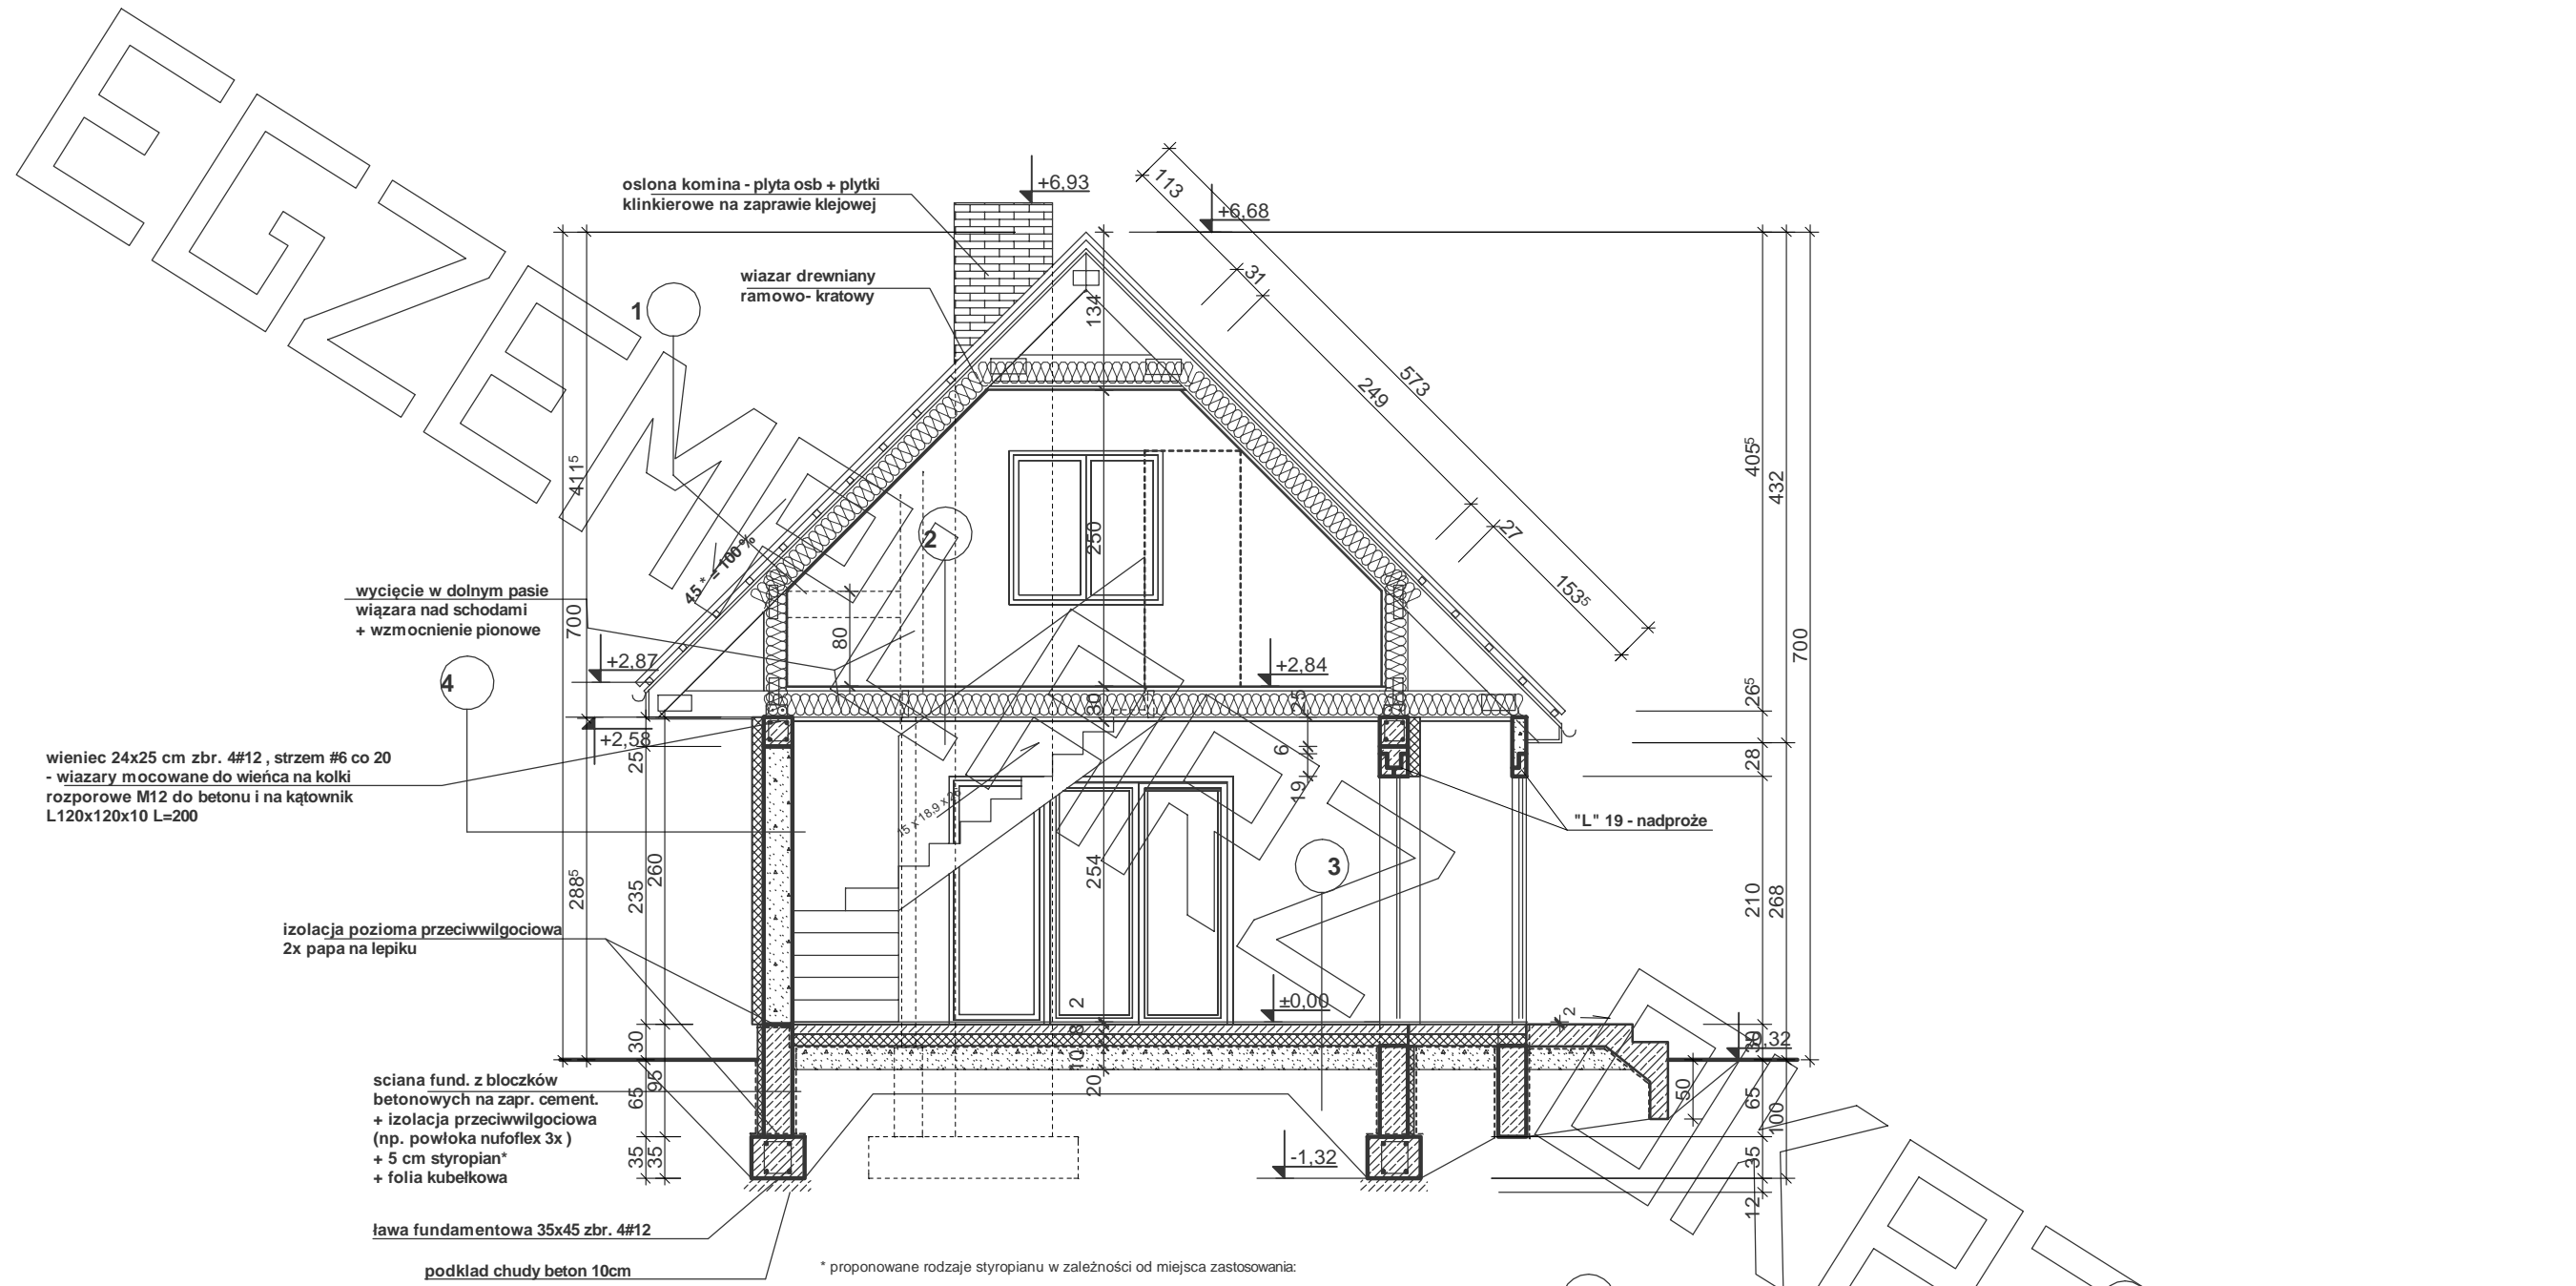 +6,93
oslona komina - plyta osb + plytki
klinkierowe na zaprawie klejowej
113
+6,68
31
wiazar drewniany
ramowo- kratowy
1
134
573
249
405⁵
432
411⁵
27
2
250
45° = 100%
153⁵
wycięcie w dolnym pasie
wiązara nad schodami
+ wzmocnienie pionowe
700
80
700
+2,87
+2,84
4
30
25
26⁵
+2,58
25
6
28
wieniec 24x25 cm zbr. 4#12 , strzem #6 co 20
- wiazary mocowane do wieńca na kolki
rozporowe M12 do betonu i na kątownik
L120x120x10 L=200
19
"L" 19 - nadproże
254
3
288⁵
235
260
210
268
izolacja pozioma przeciwwilgociowa
2x papa na lepiku
2
±0,00
2
30
8
10
20
sciana fund. z bloczków
betonowych na zapr. cement.
+ izolacja przeciwwilgociowa
(np. powłoka nufoflex 3x )
+ 5 cm styropian*
+ folia kubełkowa
65
95
50
65
100
35
35
-1,32
35
12
ława fundamentowa 35x45 zbr. 4#12
podklad chudy beton 10cm
* proponowane rodzaje styropianu w zależności od miejsca zastosowania: